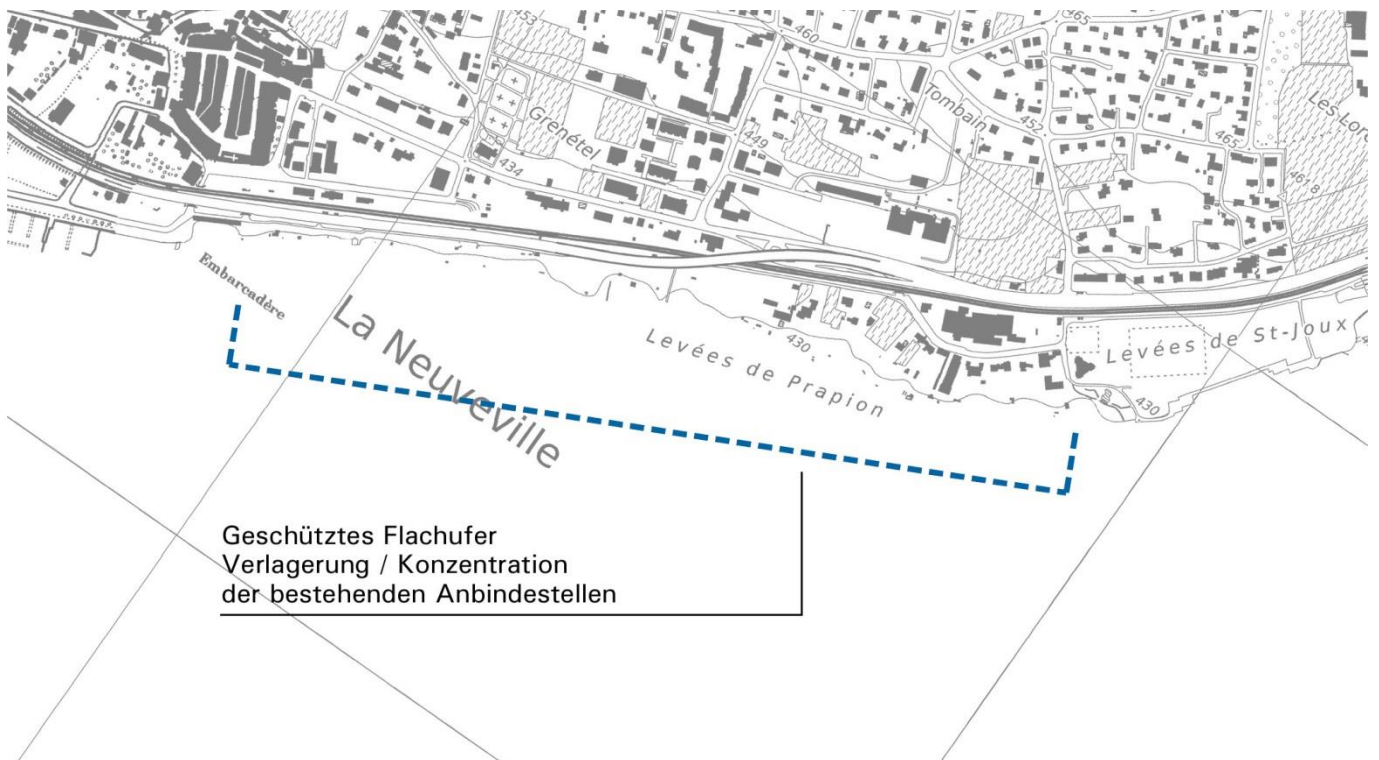 453
460
465
Grenétel
Tombain
452
Les Lor
449
465
434
461.8
Embarcadère
La Neuveville
Levées de Prapion
430
Levées de St-Joux
430
Geschütztes Flachufer
Verlagerung / Konzentration
der bestehenden Anbindestellen